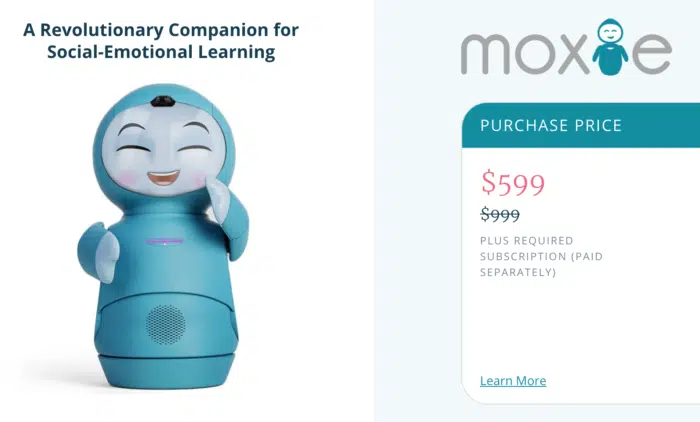 A Revolutionary Companion for
Social-Emotional Learning
moxie
PURCHASE PRICE
$599
$999
PLUS REQUIRED
SUBSCRIPTION (PAID
SEPARATELY)
Learn More